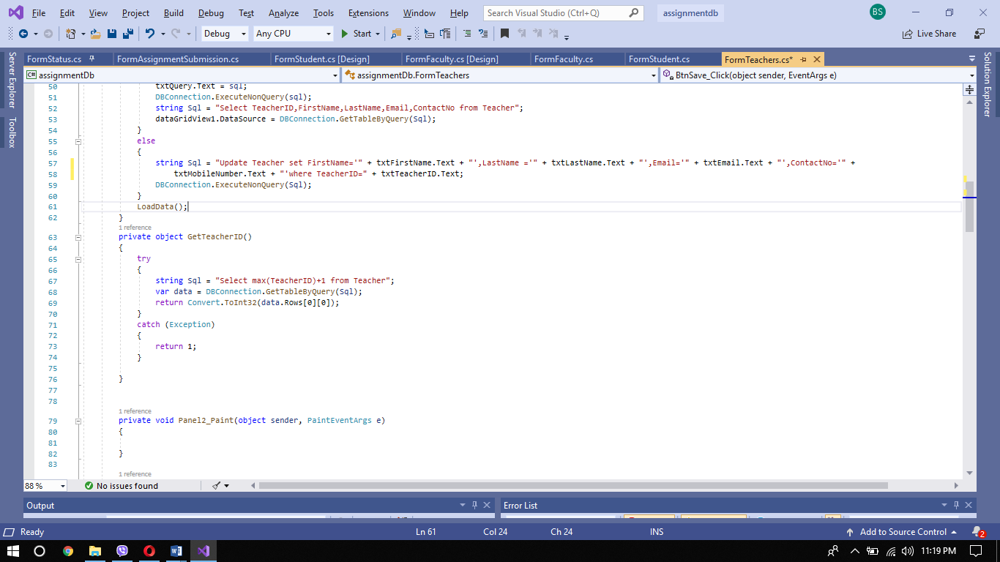 File Edit View Project Build Debug Test Analyze Tools Extensions Window Help Search Visual Studio (Ctrl+Q) assignmentdb BS
Debug Any CPU Start Live Share
Server Explorer
Toolbox
Solution Explorer
FormStatus.cs FormAssignmentSubmission.cs FormStudent.cs [Design] FormFaculty.cs [Design] FormFaculty.cs FormStudent.cs FormTeachers.cs*
C# assignmentDb assignmentDb.FormTeachers BtnSave_Click(object sender, EventArgs e)
50 txtQuery.Text = sql;
51 DBConnection.ExecuteNonQuery(sql);
52 string Sql = "Select TeacherID,FirstName,LastName,Email,ContactNo from Teacher";
53 dataGridView1.DataSource = DBConnection.GetTableByQuery(Sql);
54 }
55 else
56 {
57 string Sql = "Update Teacher set FirstName='" + txtFirstName.Text + "',LastName ='" + txtLastName.Text + "',Email='" + txtEmail.Text + "',ContactNo='" +
58 txtMobileNumber.Text + "'where TeacherID=" + txtTeacherID.Text;
59 DBConnection.ExecuteNonQuery(Sql);
60 }
61 LoadData();
62 }
1 reference
63 private object GetTeacherID()
64 {
65 try
66 {
67 string Sql = "Select max(TeacherID)+1 from Teacher";
68 var data = DBConnection.GetTableByQuery(Sql);
69 return Convert.ToInt32(data.Rows[0][0]);
70 }
71 catch (Exception)
72 {
73 return 1;
74 }
75
76 }
77
78
1 reference
79 private void Panel2_Paint(object sender, PaintEventArgs e)
80 {
81
82 }
83
1 reference
88 % No issues found
Output Error List
Ready Ln 61 Col 24 Ch 24 INS Add to Source Control 2
11:19 PM